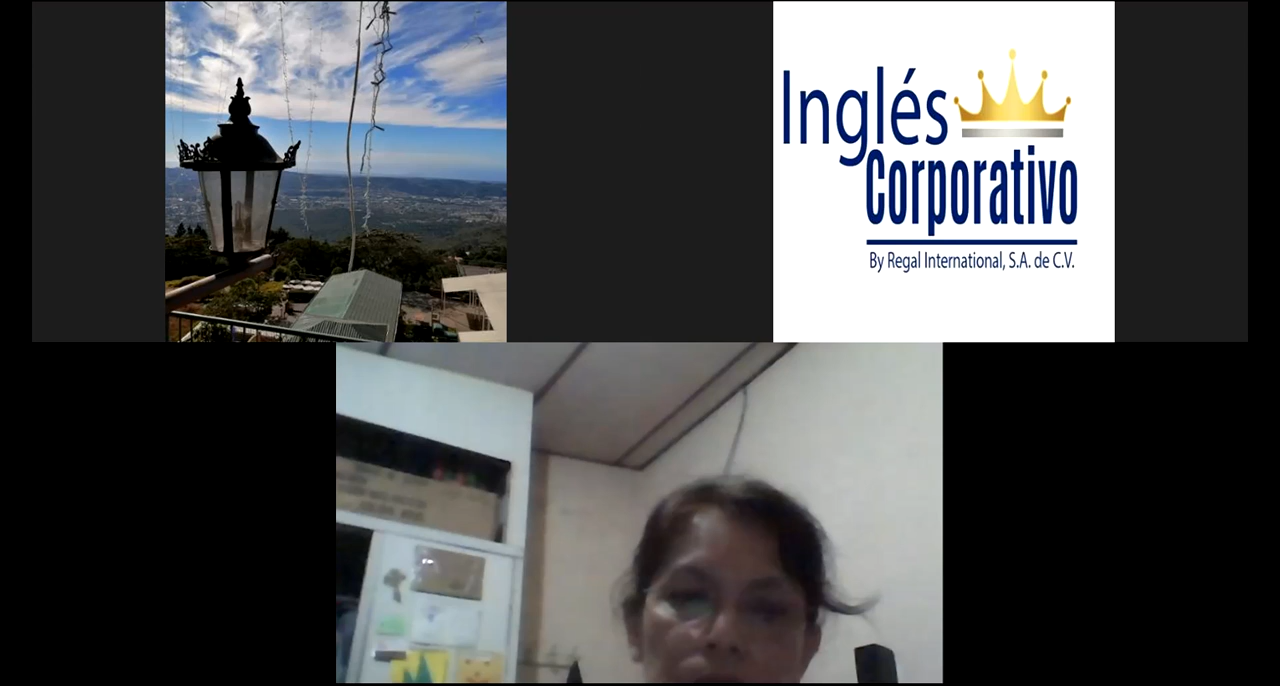 Inglés
Corporativo
By Regal International, S.A. de C.V.